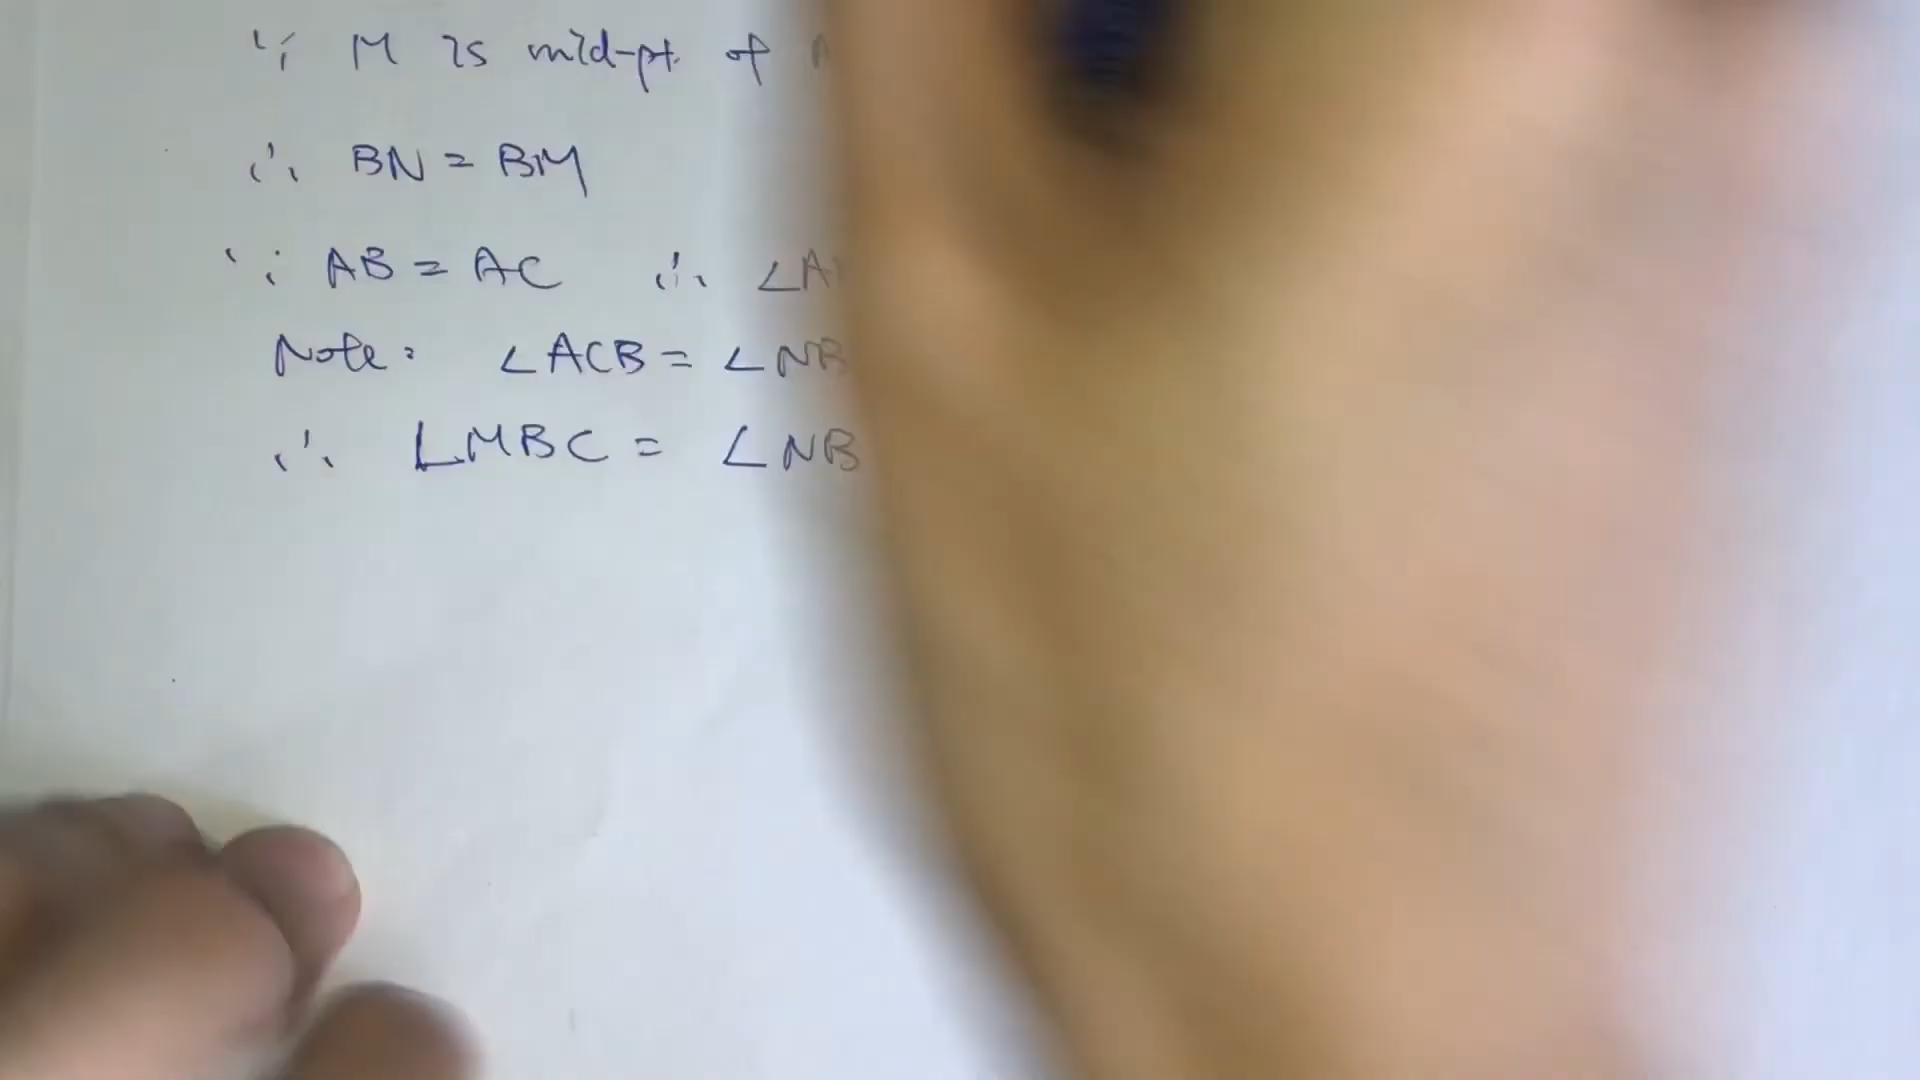 ∵ M is mid-pt. of
∴ BN = BM
∵ AB = AC ∴ ∠A
Note: ∠ACB = ∠NB
∴ ∠MBC = ∠NB